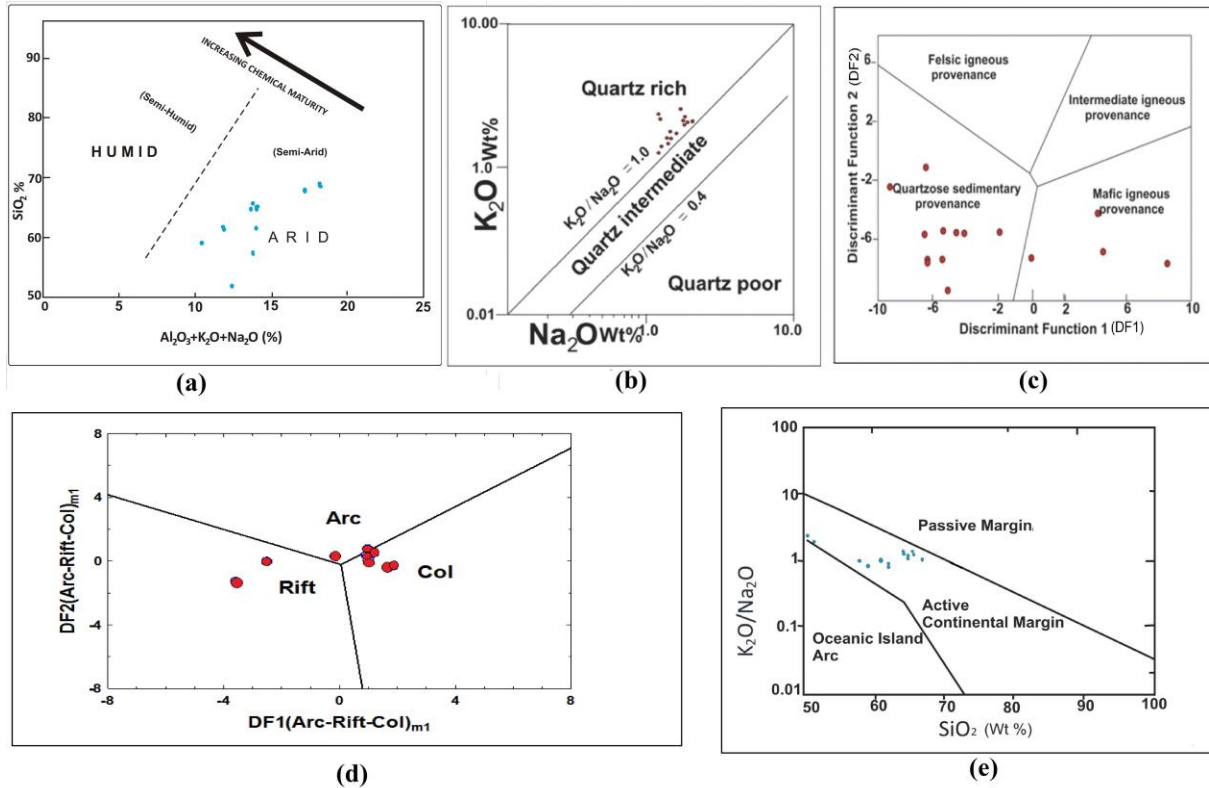 90
80
70
60
50
SiO₂ %
INCREASING CHEMICAL MATURITY
(Semi-Humid)
HUMID
(Semi-Arid)
ARID
0
5
10
15
20
25
Al₂O₃+K₂O+Na₂O (%)
(a)
10.00
1.0
0.01
K₂O Wt%
Quartz rich
K₂O / Na₂O = 1.0
Quartz intermediate
K₂O/Na₂O = 0.4
Quartz poor
Na₂O Wt%
1.0
10.0
(b)
6
2
-2
-6
Discriminant Function 2 (DF2)
Felsic igneous
provenance
Intermediate igneous
provenance
Quartzose sedimentary
provenance
Mafic igneous
provenance
-10
-6
-2
0
2
6
10
Discriminant Function 1 (DF1)
(c)
8
4
0
-4
-8
DF2(Arc-Rift-Col)m1
Arc
Rift
Col
-8
-4
0
4
8
DF1(Arc-Rift-Col)m1
(d)
100
10
1
0.1
0.01
K₂O/Na₂O
Passive Margin
Active
Continental Margin
Oceanic Island
Arc
50
60
70
80
90
100
SiO₂ (Wt %)
(e)